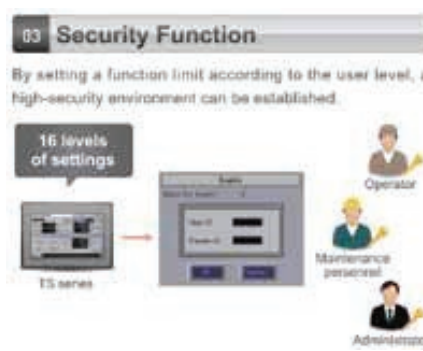 03 Security Function
By setting a function limit according to the user level, a
high-security environment can be established.
16 levels
of settings
Operator
Maintenance
personnel
TS series
Administrator